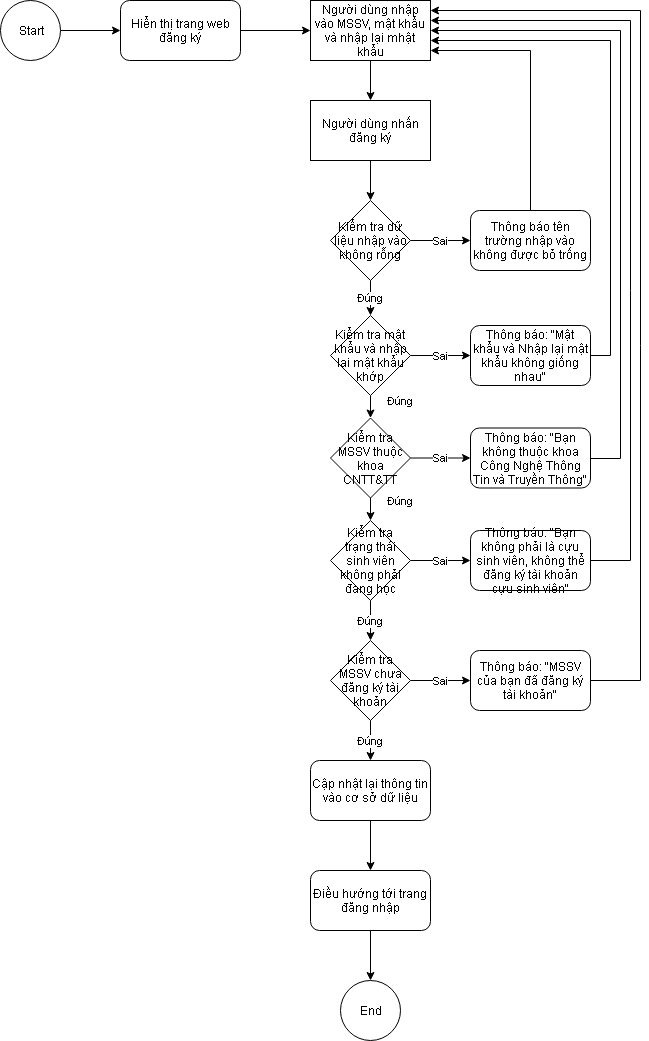 Start
Hiển thị trang web
đăng ký
Người dùng nhập
vào MSSV, mật khẩu
và nhập lại mhật
khẩu
Người dùng nhấn
đăng ký
Kiểm tra dữ
liệu nhập vào
không rỗng
Sai
Thông báo tên
trường nhập vào
không được bỏ trống
Đúng
Kiểm tra mật
khẩu và nhập
lại mật khẩu
khớp
Sai
Thông báo: "Mật
khẩu và Nhập lại mật
khẩu không giống
nhau"
Đúng
Kiểm tra
MSSV thuộc
khoa
CNTT&TT
Sai
Thông báo: "Bạn
không thuộc khoa
Công Nghệ Thông
Tin và Truyền Thông"
Đúng
Kiểm tra
trạng thái
sinh viên
không phải
đang học
Sai
Thông báo: "Bạn
không phải là cựu
sinh viên, không thể
đăng ký tài khoản
cựu sinh viên"
Đúng
Kiểm tra
MSSV chưa
đăng ký tài
khoản
Sai
Thông báo: "MSSV
của bạn đã đăng ký
tài khoản"
Đúng
Cập nhật lại thông tin
vào cơ sở dữ liệu
Điều hướng tới trang
đăng nhập
End